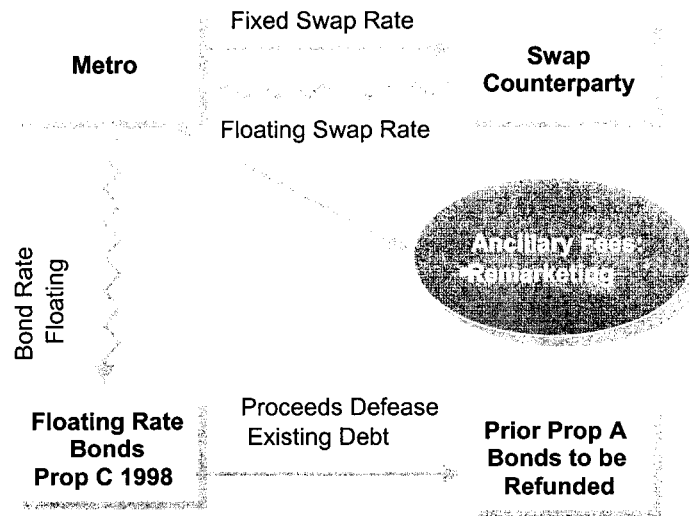 Fixed Swap Rate
Metro
Swap
Counterparty
Floating Swap Rate
Ancillary Fees:
Remarketing
Bond Rate
Floating
Floating Rate
Bonds
Prop C 1998
Proceeds Defease
Existing Debt
Prior Prop A
Bonds to be
Refunded